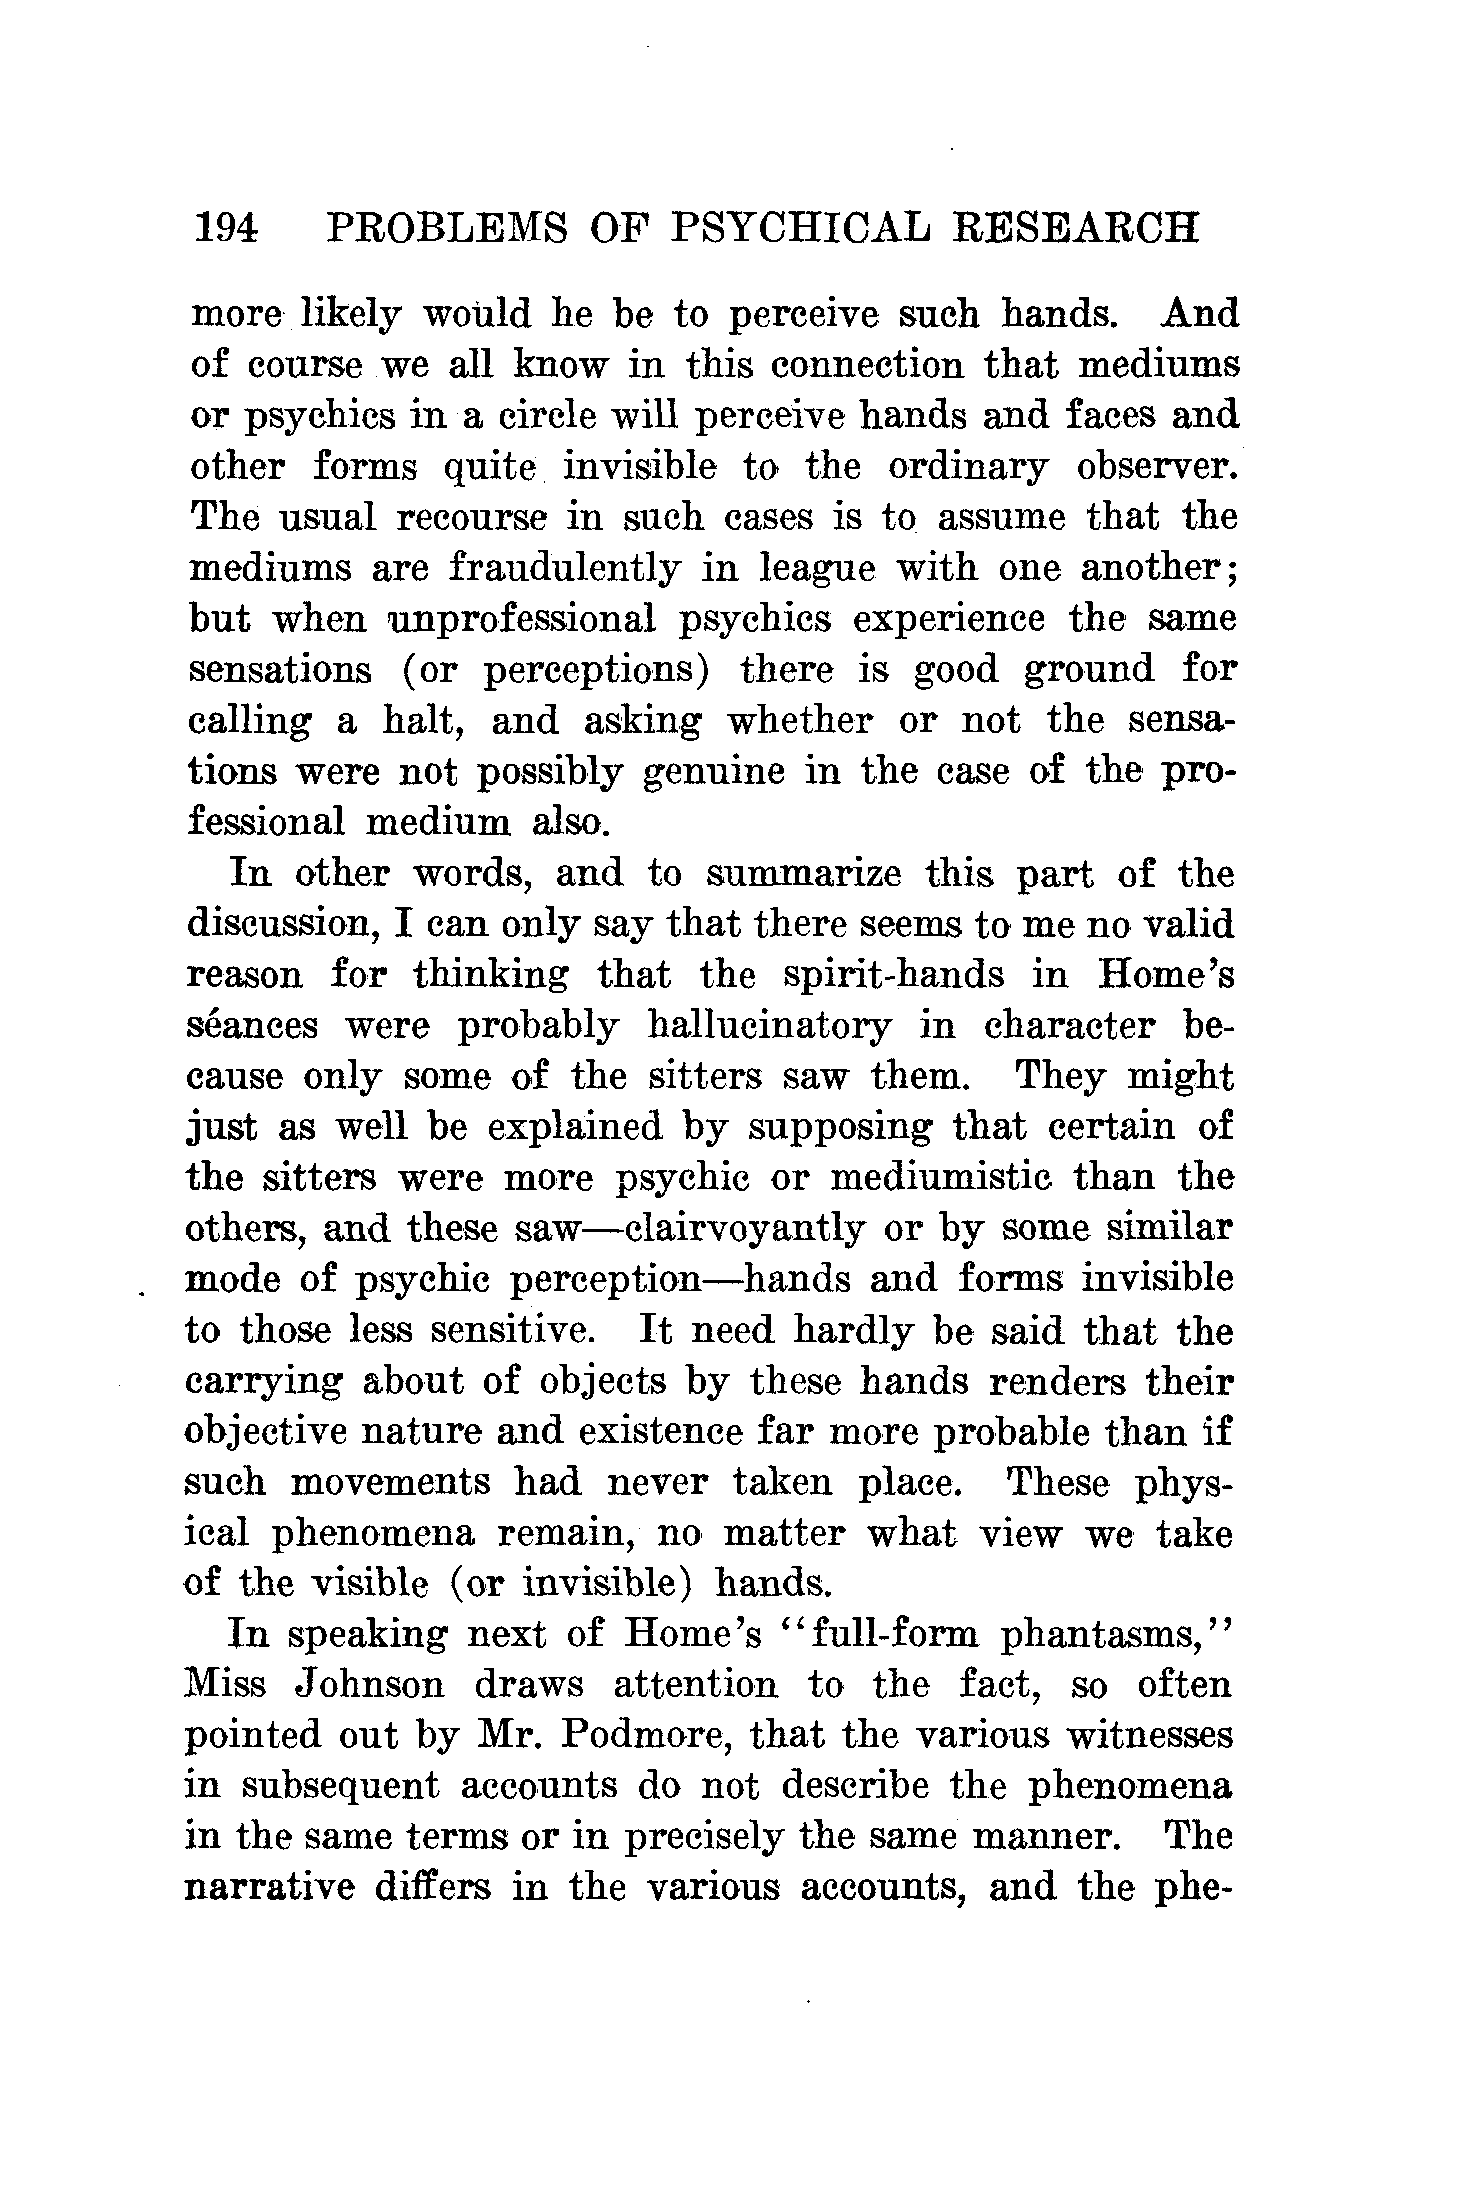 194 PROBLEMS OF PSYCHICAL RESEARCH
more likely would he be to perceive such hands. And
of course we all know in this connection that mediums
or psychics in a circle will perceive hands and faces and
other forms quite invisible to the ordinary observer.
The usual recourse in such cases is to assume that the
mediums are fraudulently in league with one another;
but when unprofessional psychics experience the same
sensations (or perceptions) there is good ground for
calling a halt, and asking whether or not the sensa-
tions were not possibly genuine in the case of the pro-
fessional medium also.
In other words, and to summarize this part of the
discussion, I can only say that there seems to me no valid
reason for thinking that the spirit-hands in Home's
séances were probably hallucinatory in character be-
cause only some of the sitters saw them. They might
just as well be explained by supposing that certain of
the sitters were more psychic or mediumistic than the
others, and these saw—clairvoyantly or by some similar
mode of psychic perception—hands and forms invisible
to those less sensitive. It need hardly be said that the
carrying about of objects by these hands renders their
objective nature and existence far more probable than if
such movements had never taken place. These phys-
ical phenomena remain, no matter what view we take
of the visible (or invisible) hands.
In speaking next of Home's "full-form phantasms,"
Miss Johnson draws attention to the fact, so often
pointed out by Mr. Podmore, that the various witnesses
in subsequent accounts do not describe the phenomena
in the same terms or in precisely the same manner. The
narrative differs in the various accounts, and the phe-